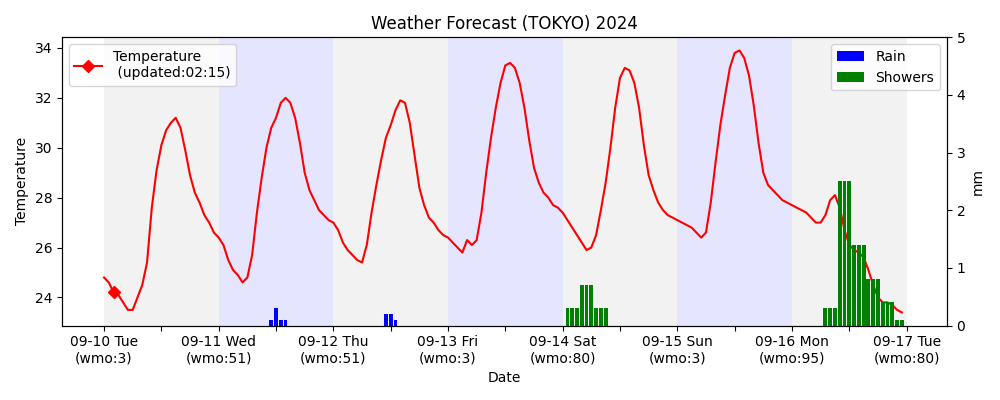 Weather Forecast (TOKYO) 2024
Temperature
(updated:02:15)
Rain
Showers
Temperature
34
32
30
28
26
24
5
4
3
2
1
0
mm
09-10 Tue
(wmo:3)
09-11 Wed
(wmo:51)
09-12 Thu
(wmo:51)
09-13 Fri
(wmo:3)
09-14 Sat
(wmo:80)
09-15 Sun
(wmo:3)
09-16 Mon
(wmo:95)
09-17 Tue
(wmo:80)
Date